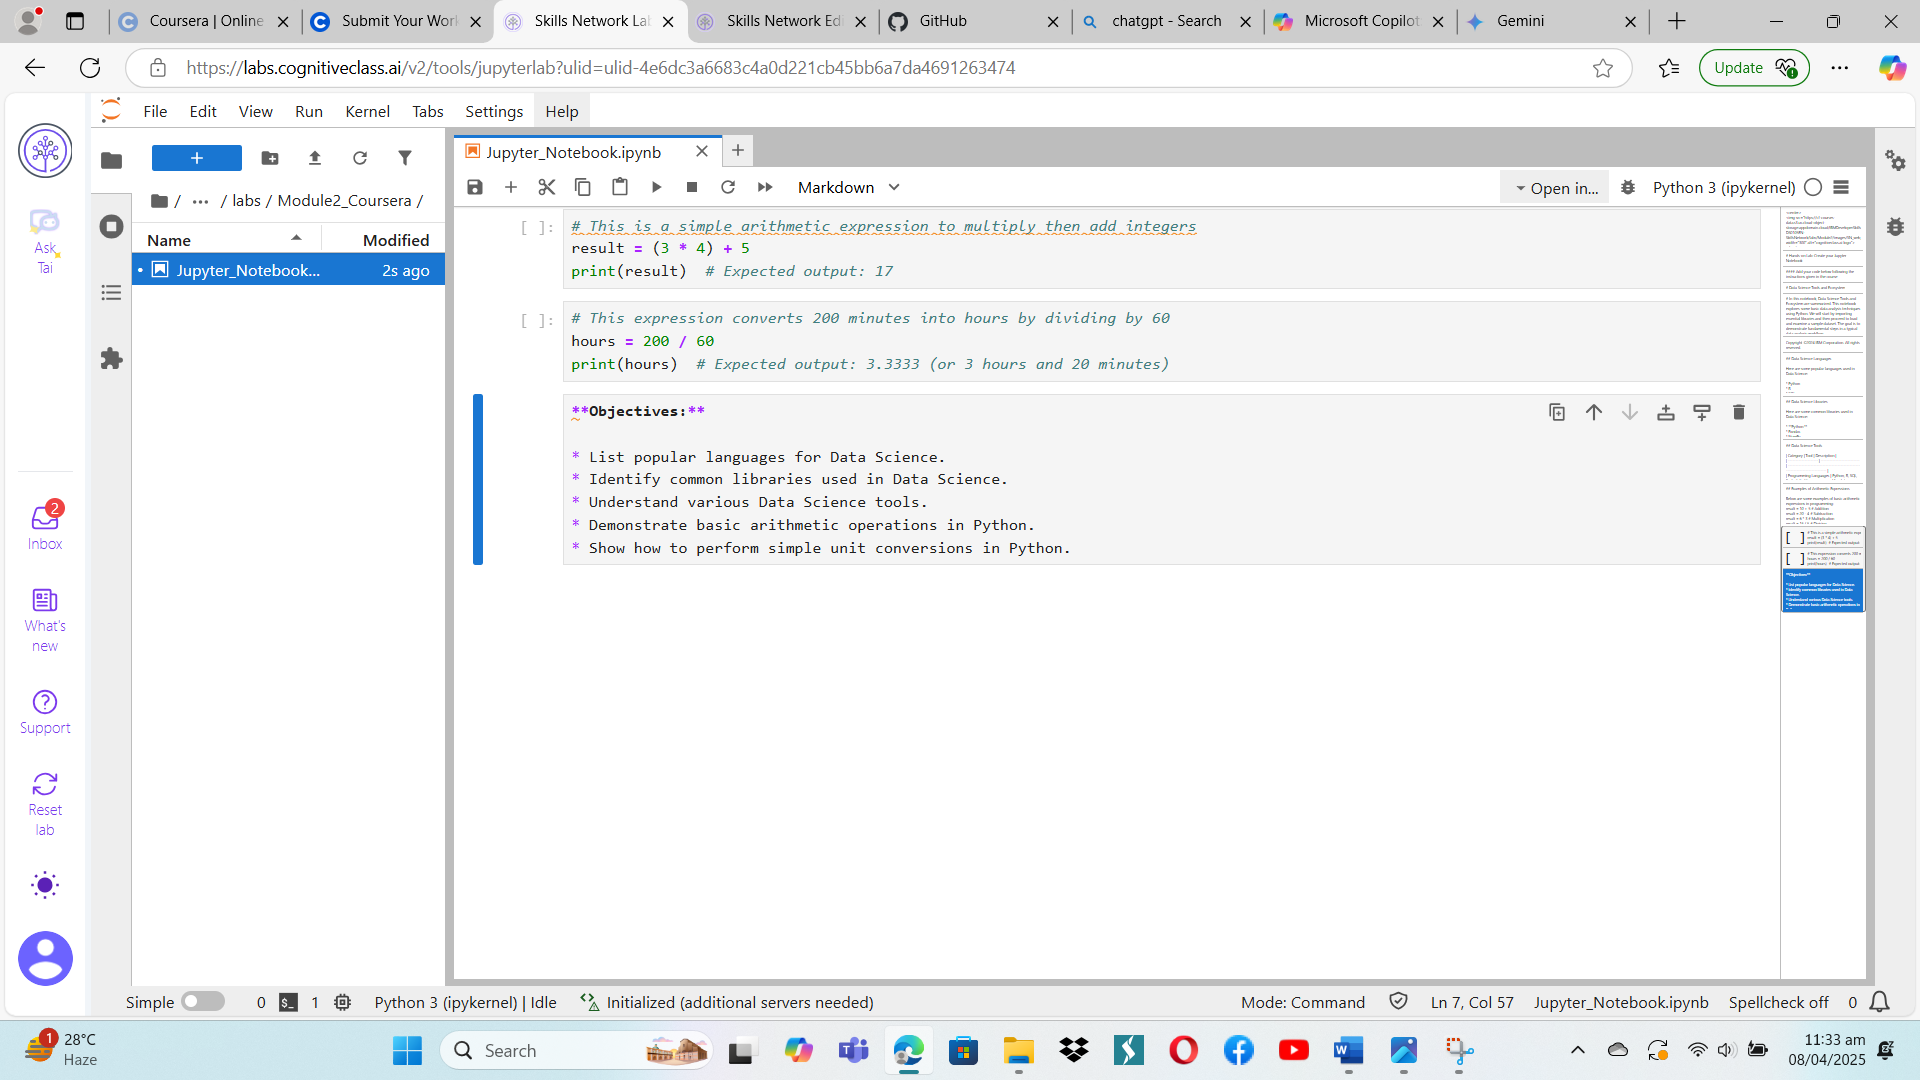 Coursera | Online
Submit Your Work
Skills Network La
Skills Network Edi
GitHub
chatgpt - Search
Microsoft Copilot
Gemini
https://labs.cognitiveclass.ai/v2/tools/jupyterlab?ulid=ulid-4e6dc3a6683c4a0d221cb45bb6a7da4691263474
Update
File Edit View Run Kernel Tabs Settings Help
Ask
Tai
2
Inbox
What's
new
Support
Reset
lab
/ ... / labs / Module2_Coursera /
Name Modified
Jupyter_Notebook... 2s ago
Jupyter_Notebook.ipynb
Markdown
Open in...
Python 3 (ipykernel)
[ ]:
# This is a simple arithmetic expression to multiply then add integers
result = (3 * 4) + 5
print(result)  # Expected output: 17
[ ]:
# This expression converts 200 minutes into hours by dividing by 60
hours = 200 / 60
print(hours)  # Expected output: 3.3333 (or 3 hours and 20 minutes)
**Objectives:**
* List popular languages for Data Science.
* Identify common libraries used in Data Science.
* Understand various Data Science tools.
* Demonstrate basic arithmetic operations in Python.
* Show how to perform simple unit conversions in Python.
Simple 0 $_ 1 Python 3 (ipykernel) | Idle Initialized (additional servers needed) Mode: Command Ln 7, Col 57 Jupyter_Notebook.ipynb Spellcheck off 0
1
28°C
Haze
Search
11:33 am
08/04/2025